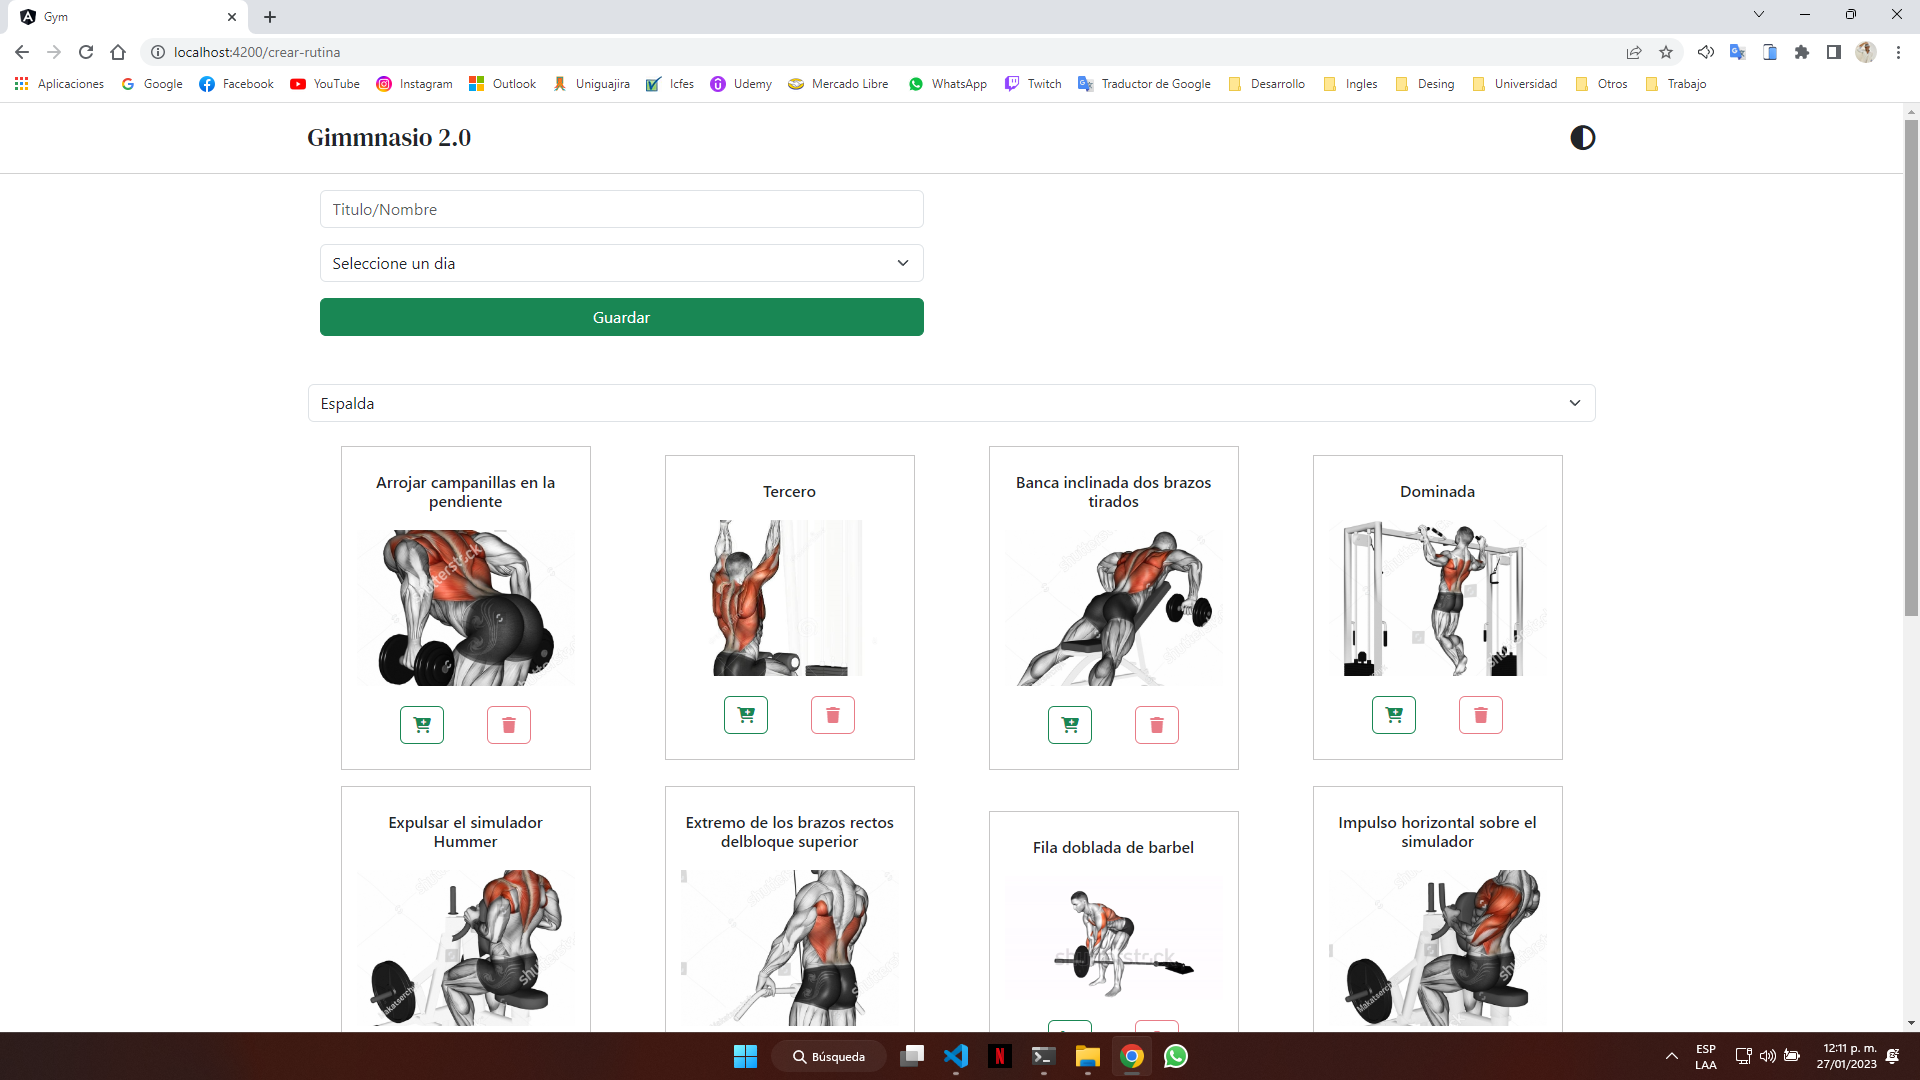 Gym
localhost:4200/crear-rutina
Aplicaciones
Google
Facebook
YouTube
Instagram
Outlook
Uniguajira
Icfes
Udemy
Mercado Libre
WhatsApp
Twitch
Traductor de Google
Desarrollo
Ingles
Desing
Universidad
Otros
Trabajo
Gimmnasio 2.0
Titulo/Nombre
Seleccione un dia
Guardar
Espalda
Arrojar campanillas en la
pendiente
Tercero
Banca inclinada dos brazos
tirados
Dominada
Expulsar el simulador
Hummer
Extremo de los brazos rectos
delbloque superior
Fila doblada de barbel
Impulso horizontal sobre el
simulador
Búsqueda
ESP
LAA
12:11 p. m.
27/01/2023